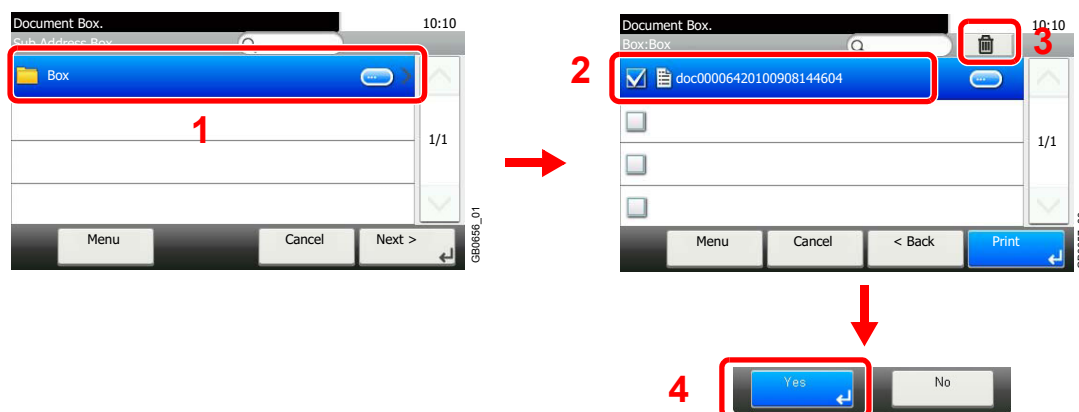 Document Box.
10:10
Sub Address Box
Box
1
1/1
Menu
Cancel
Next >
GB0656_01
Document Box.
10:10
Box:Box
3
2
doc00006420100908144604
1/1
Menu
Cancel
< Back
Print
4
Yes
No